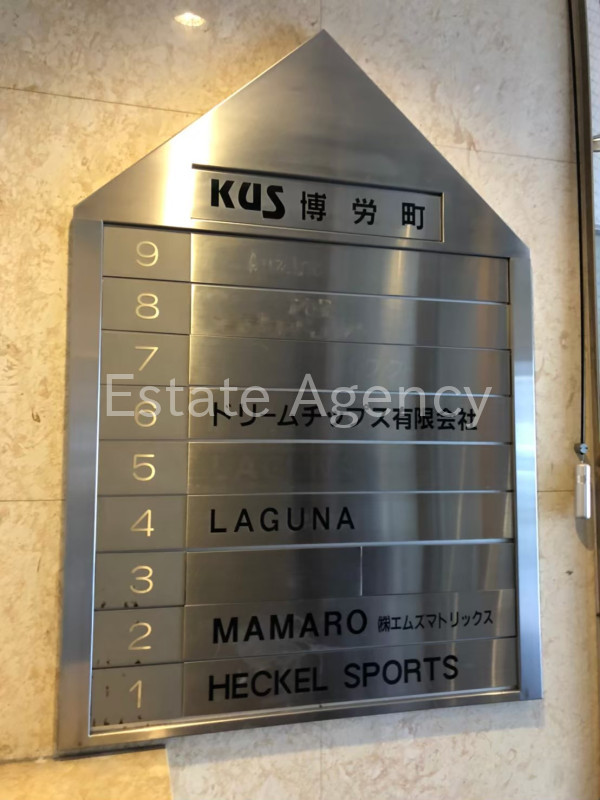 KUS 博労町
9
8
7
6 ドリームチップス有限会社
Estate Agency
5 LAGUNA
4 LAGUNA
3
2 MAMARO ㈱エムズマトリックス
1 HECKEL SPORTS